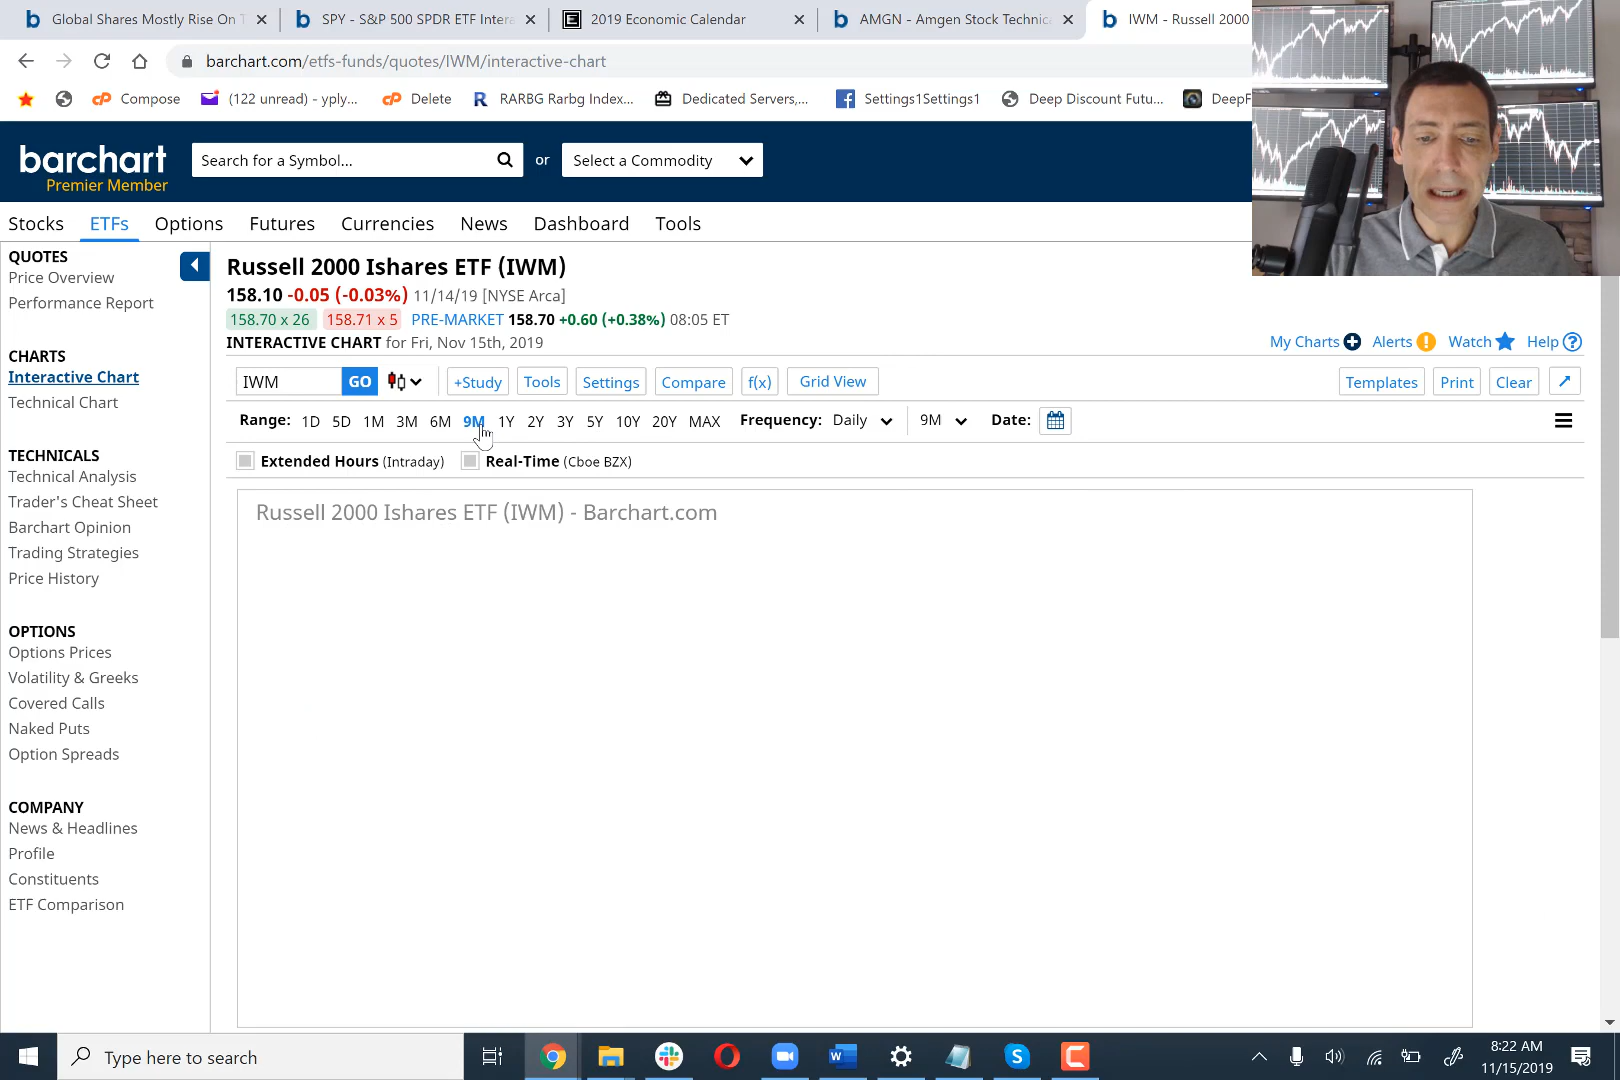 Global Shares Mostly Rise On T
SPY - S&P 500 SPDR ETF Inter
2019 Economic Calendar
AMGN - Amgen Stock Technic
IWM - Russell 2000
barchart.com/etfs-funds/quotes/IWM/interactive-chart
Compose
(122 unread) - yply...
Delete
RARBG Rarbg Index...
Dedicated Servers,...
Settings1Settings1
Deep Discount Futu...
DeepF
barchart
Premier Member
Search for a Symbol...
or
Select a Commodity
Stocks ETFs Options Futures Currencies News Dashboard Tools
QUOTES
Price Overview
Performance Report
CHARTS
Interactive Chart
Technical Chart
TECHNICALS
Technical Analysis
Trader's Cheat Sheet
Barchart Opinion
Trading Strategies
Price History
OPTIONS
Options Prices
Volatility & Greeks
Covered Calls
Naked Puts
Option Spreads
COMPANY
News & Headlines
Profile
Constituents
ETF Comparison
Russell 2000 Ishares ETF (IWM)
158.10 -0.05 (-0.03%) 11/14/19 [NYSE Arca]
158.70 x 26 158.71 x 5 PRE-MARKET 158.70 +0.60 (+0.38%) 08:05 ET
INTERACTIVE CHART for Fri, Nov 15th, 2019
My Charts Alerts Watch Help
IWM GO +Study Tools Settings Compare f(x) Grid View Templates Print Clear
Range: 1D 5D 1M 3M 6M 9M 1Y 2Y 3Y 5Y 10Y 20Y MAX Frequency: Daily 9M Date:
Extended Hours (Intraday) Real-Time (Cboe BZX)
Russell 2000 Ishares ETF (IWM) - Barchart.com
Type here to search
8:22 AM
11/15/2019